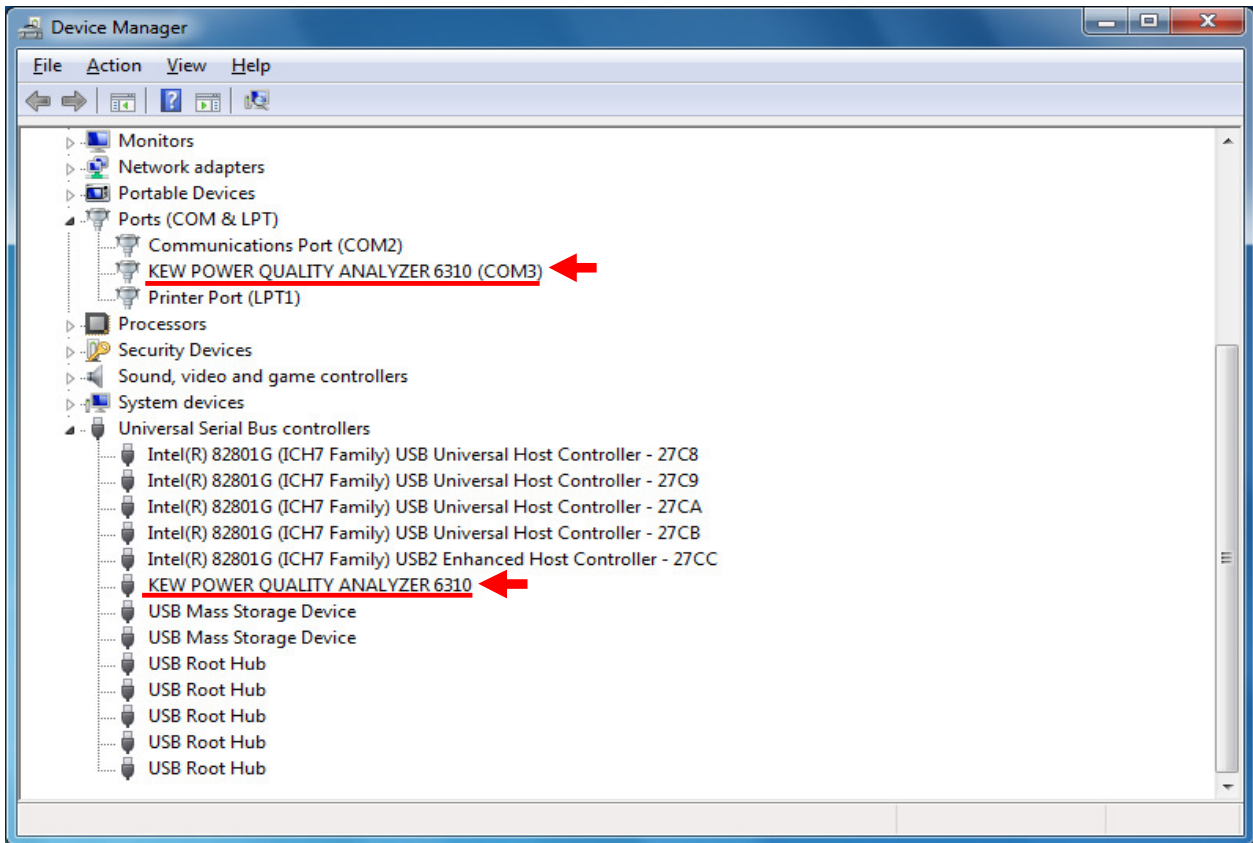 Device Manager
File Action View Help
Monitors
Network adapters
Portable Devices
Ports (COM & LPT)
Communications Port (COM2)
KEW POWER QUALITY ANALYZER 6310 (COM3)
Printer Port (LPT1)
Processors
Security Devices
Sound, video and game controllers
System devices
Universal Serial Bus controllers
Intel(R) 82801G (ICH7 Family) USB Universal Host Controller - 27C8
Intel(R) 82801G (ICH7 Family) USB Universal Host Controller - 27C9
Intel(R) 82801G (ICH7 Family) USB Universal Host Controller - 27CA
Intel(R) 82801G (ICH7 Family) USB Universal Host Controller - 27CB
Intel(R) 82801G (ICH7 Family) USB2 Enhanced Host Controller - 27CC
KEW POWER QUALITY ANALYZER 6310
USB Mass Storage Device
USB Mass Storage Device
USB Root Hub
USB Root Hub
USB Root Hub
USB Root Hub
USB Root Hub